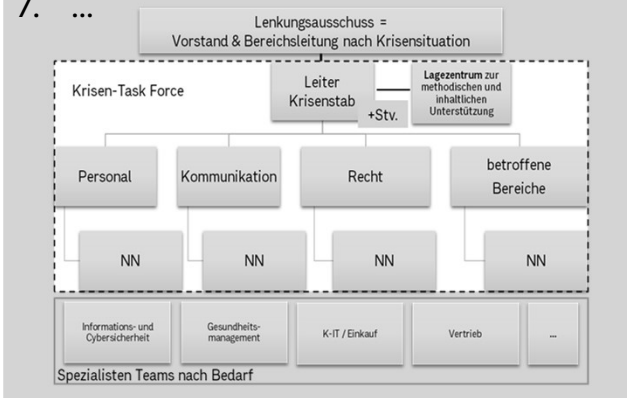 7. ...
Lenkungsausschuss =
Vorstand & Bereichsleitung nach Krisensituation
Krisen-Task Force
Leiter
Krisenstab
+Stv.
Lagezentrum zur
methodischen und
inhaltlichen
Unterstützung
Personal
Kommunikation
Recht
betroffene
Bereiche
NN
NN
NN
NN
Informations- und
Cybersicherheit
Gesundheits-
management
K-IT / Einkauf
Vertrieb
...
Spezialisten Teams nach Bedarf